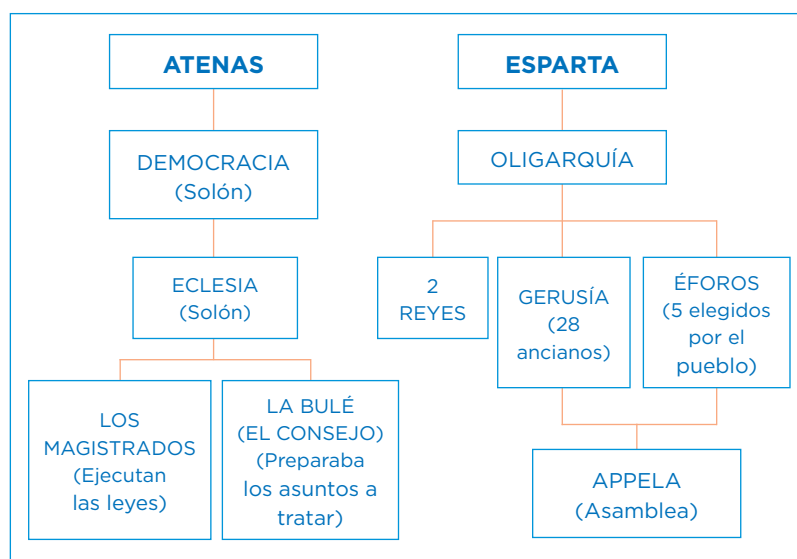 ATENAS
DEMOCRACIA
(Solón)
ECLESIA
(Solón)
LOS
MAGISTRADOS
(Ejecutan
las leyes)
LA BULÉ
(EL CONSEJO)
(Preparaba
los asuntos a
tratar)
ESPARTA
OLIGARQUÍA
2
REYES
GERUSÍA
(28
ancianos)
ÉFOROS
(5 elegidos
por el
pueblo)
APPELA
(Asamblea)